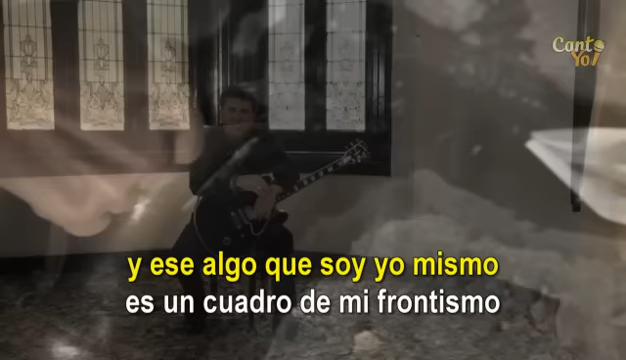 Canto
Yo!
y ese algo que soy yo mismo
es un cuadro de mi frontismo